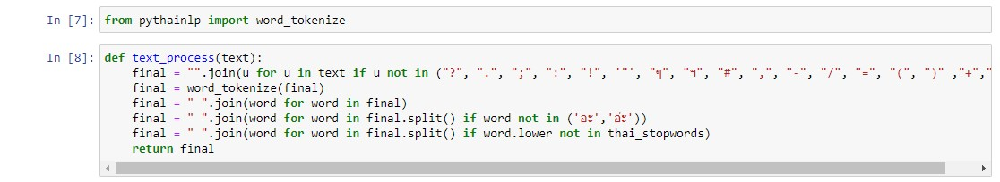 In [7]: from pythainlp import word_tokenize
In [8]: def text_process(text):
final = "".join(u for u in text if u not in ("?", ".", ";", ":", "!", '"', "ๆ", "ฯ", "#", ",", "-", "/", "=", "(", ")" ,"+","
final = word_tokenize(final)
final = " ".join(word for word in final)
final = " ".join(word for word in final.split() if word not in ('อะ','อ่ะ'))
final = " ".join(word for word in final.split() if word.lower not in thai_stopwords)
return final